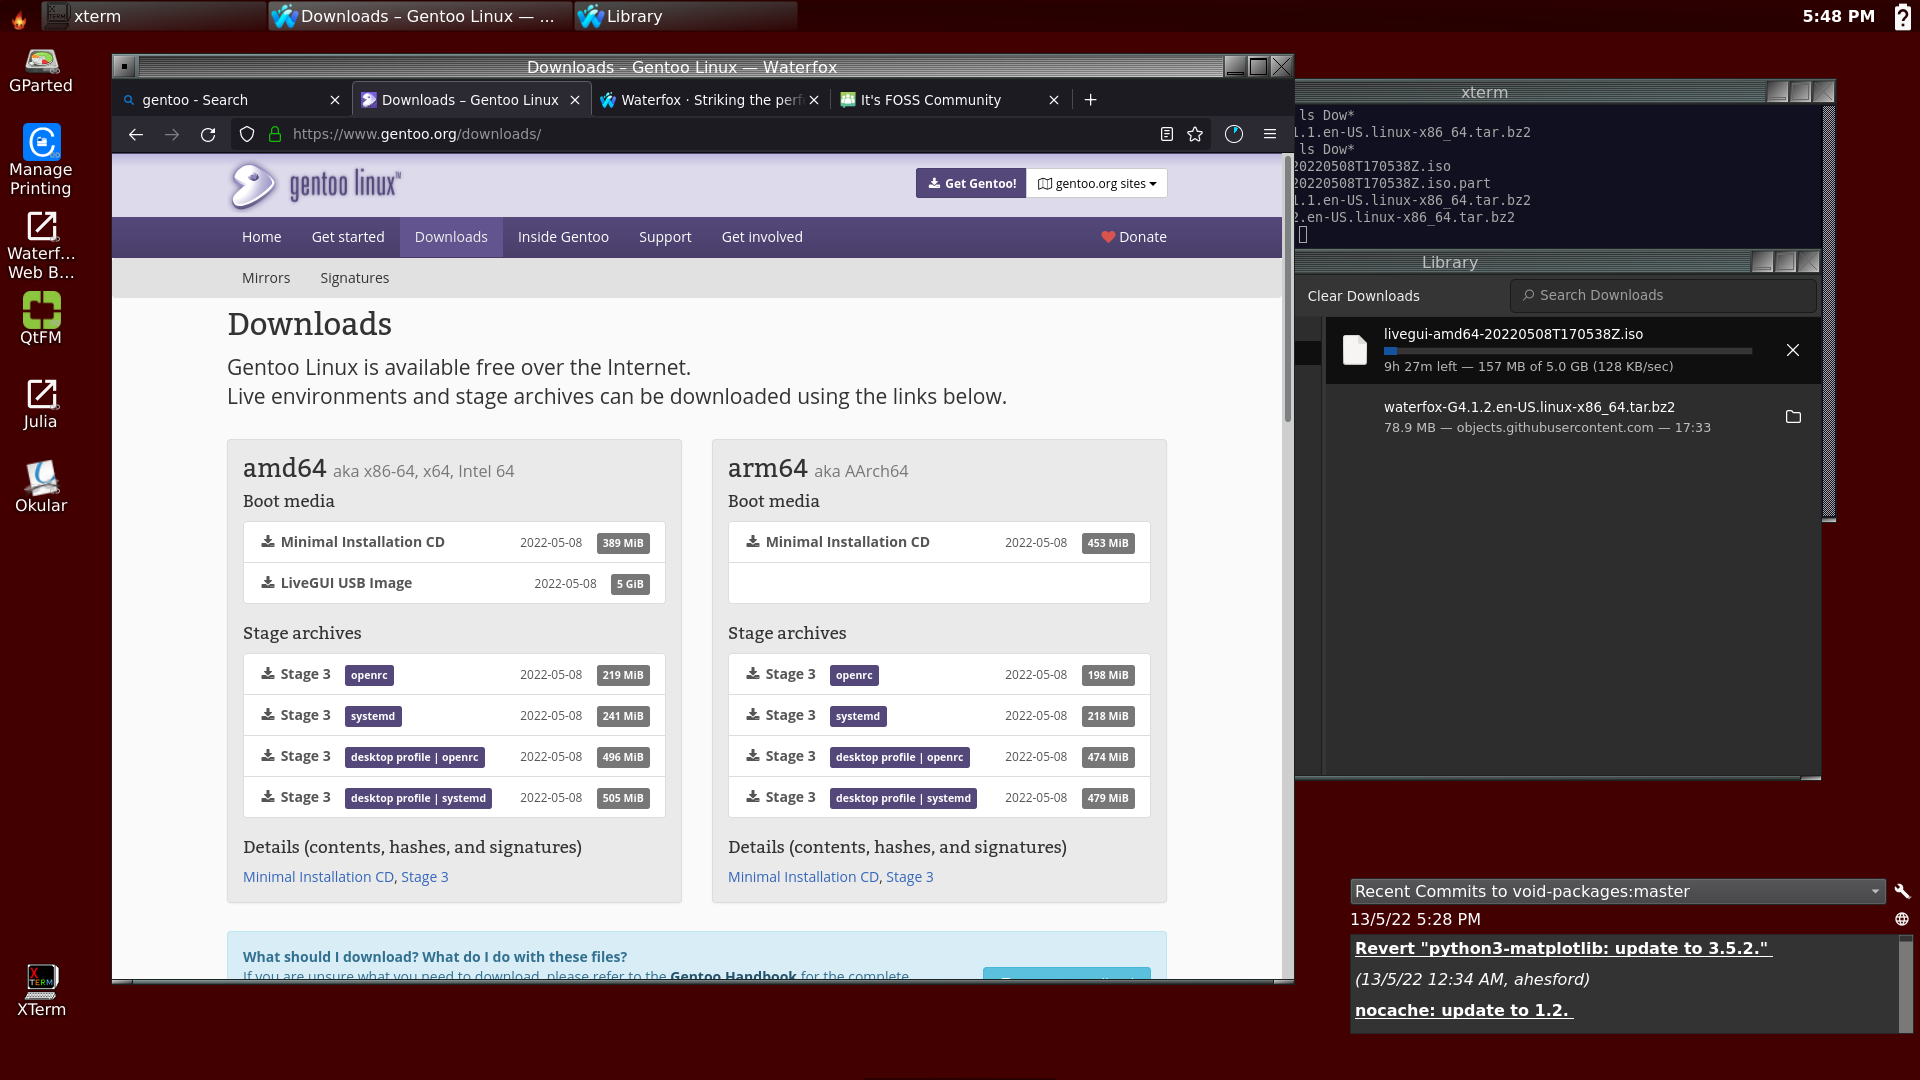 xterm
Downloads – Gentoo Linux — ...
Library
5:48 PM
GParted
Manage
Printing
Waterf...
Web B...
QtFM
Julia
Okular
XTerm
Downloads – Gentoo Linux — Waterfox
gentoo - Search
Downloads – Gentoo Linux
Waterfox · Striking the perf
It's FOSS Community
https://www.gentoo.org/downloads/
gentoo linux™
Get Gentoo!
gentoo.org sites
Home
Get started
Downloads
Inside Gentoo
Support
Get involved
Donate
Mirrors
Signatures
Downloads
Gentoo Linux is available free over the Internet.
Live environments and stage archives can be downloaded using the links below.
amd64 aka x86-64, x64, Intel 64
Boot media
Minimal Installation CD 2022-05-08 389 MiB
LiveGUI USB Image 2022-05-08 5 GiB
Stage archives
Stage 3 openrc 2022-05-08 219 MiB
Stage 3 systemd 2022-05-08 241 MiB
Stage 3 desktop profile | openrc 2022-05-08 496 MiB
Stage 3 desktop profile | systemd 2022-05-08 505 MiB
Details (contents, hashes, and signatures)
Minimal Installation CD, Stage 3
arm64 aka AArch64
Boot media
Minimal Installation CD 2022-05-08 453 MiB
Stage archives
Stage 3 openrc 2022-05-08 198 MiB
Stage 3 systemd 2022-05-08 218 MiB
Stage 3 desktop profile | openrc 2022-05-08 474 MiB
Stage 3 desktop profile | systemd 2022-05-08 479 MiB
Details (contents, hashes, and signatures)
Minimal Installation CD, Stage 3
What should I download? What do I do with these files?
If you are unsure what you need to download, please refer to the Gentoo Handbook for the complete
xterm
ls Dow*
1.1.en-US.linux-x86_64.tar.bz2
ls Dow*
20220508T170538Z.iso
20220508T170538Z.iso.part
1.1.en-US.linux-x86_64.tar.bz2
2.en-US.linux-x86_64.tar.bz2
Library
Clear Downloads
Search Downloads
livegui-amd64-20220508T170538Z.iso
9h 27m left — 157 MB of 5.0 GB (128 KB/sec)
waterfox-G4.1.2.en-US.linux-x86_64.tar.bz2
78.9 MB — objects.githubusercontent.com — 17:33
Recent Commits to void-packages:master
13/5/22 5:28 PM
Revert "python3-matplotlib: update to 3.5.2."
(13/5/22 12:34 AM, ahesford)
nocache: update to 1.2.